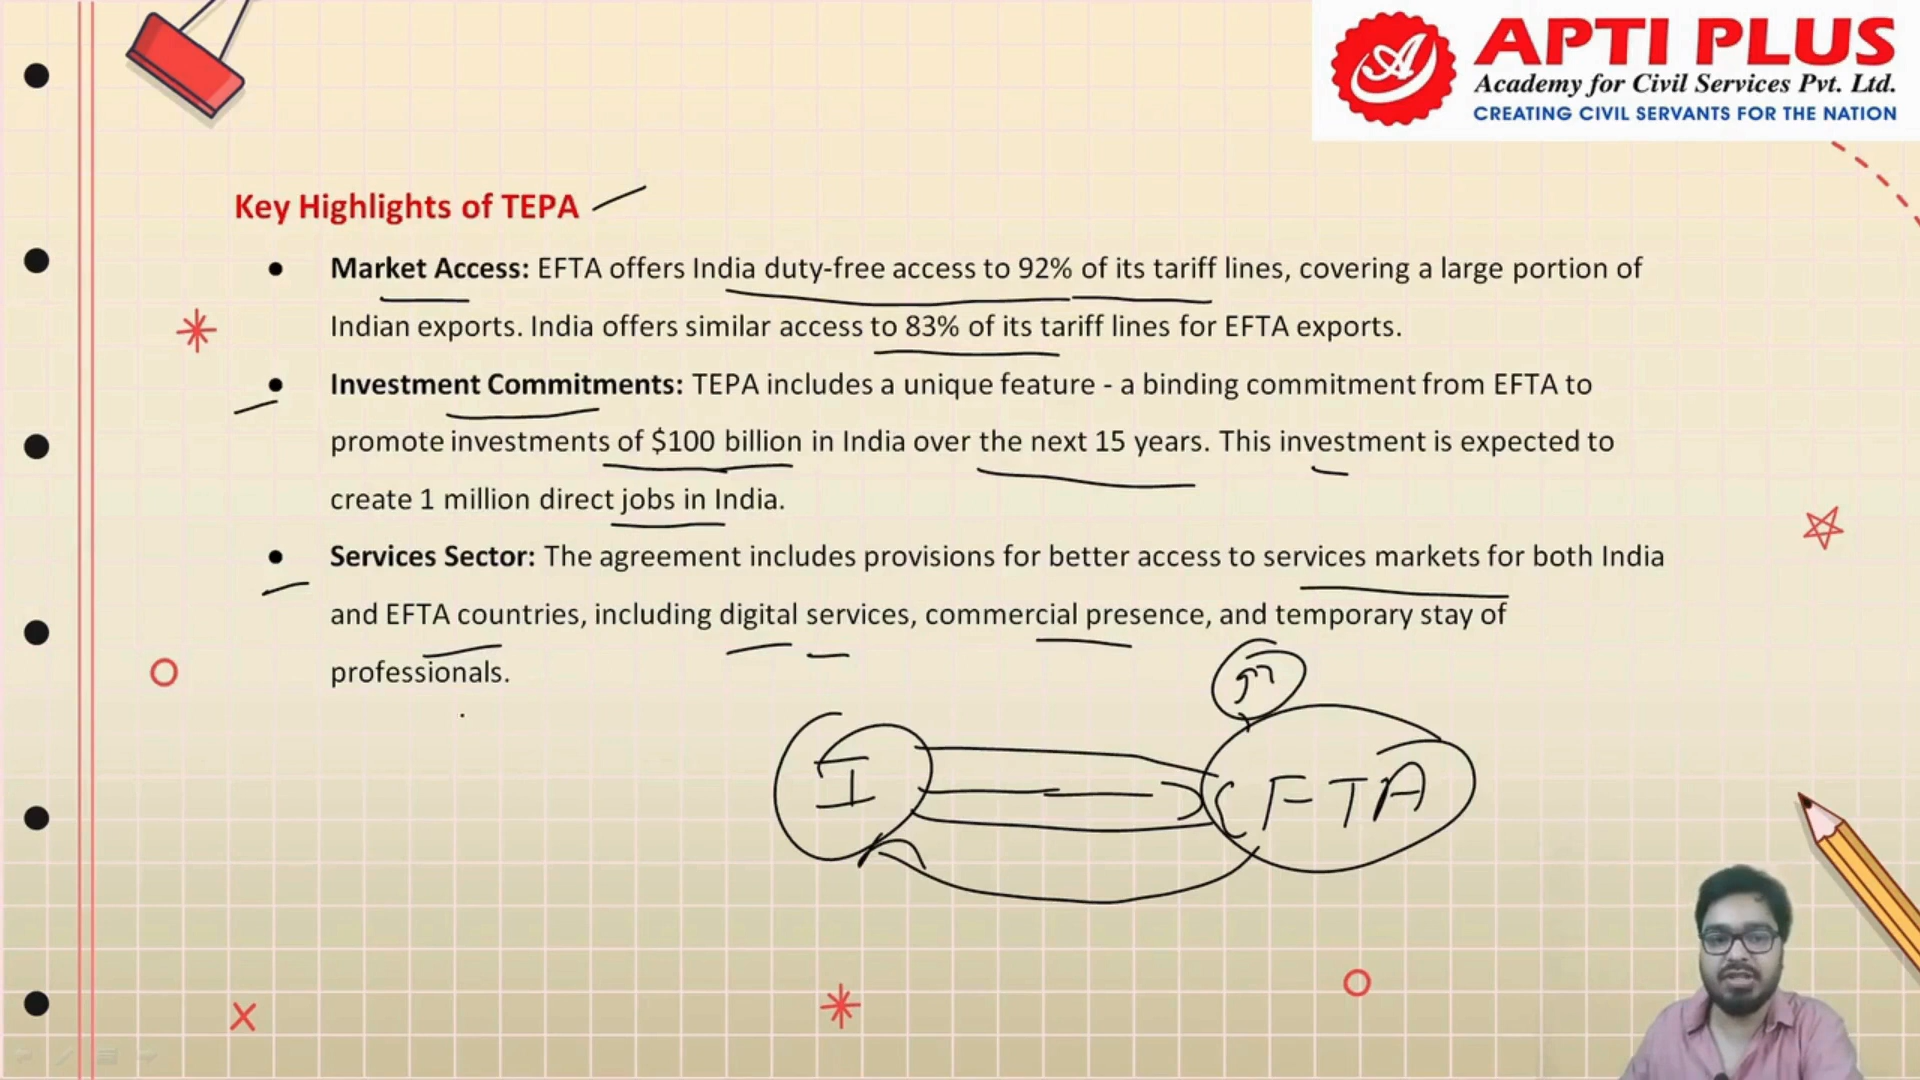 APTI PLUS
Academy for Civil Services Pvt. Ltd.
CREATING CIVIL SERVANTS FOR THE NATION
Key Highlights of TEPA
• Market Access: EFTA offers India duty-free access to 92% of its tariff lines, covering a large portion of
Indian exports. India offers similar access to 83% of its tariff lines for EFTA exports.
• Investment Commitments: TEPA includes a unique feature - a binding commitment from EFTA to
promote investments of $100 billion in India over the next 15 years. This investment is expected to
create 1 million direct jobs in India.
• Services Sector: The agreement includes provisions for better access to services markets for both India
and EFTA countries, including digital services, commercial presence, and temporary stay of
professionals.
I
EFTA